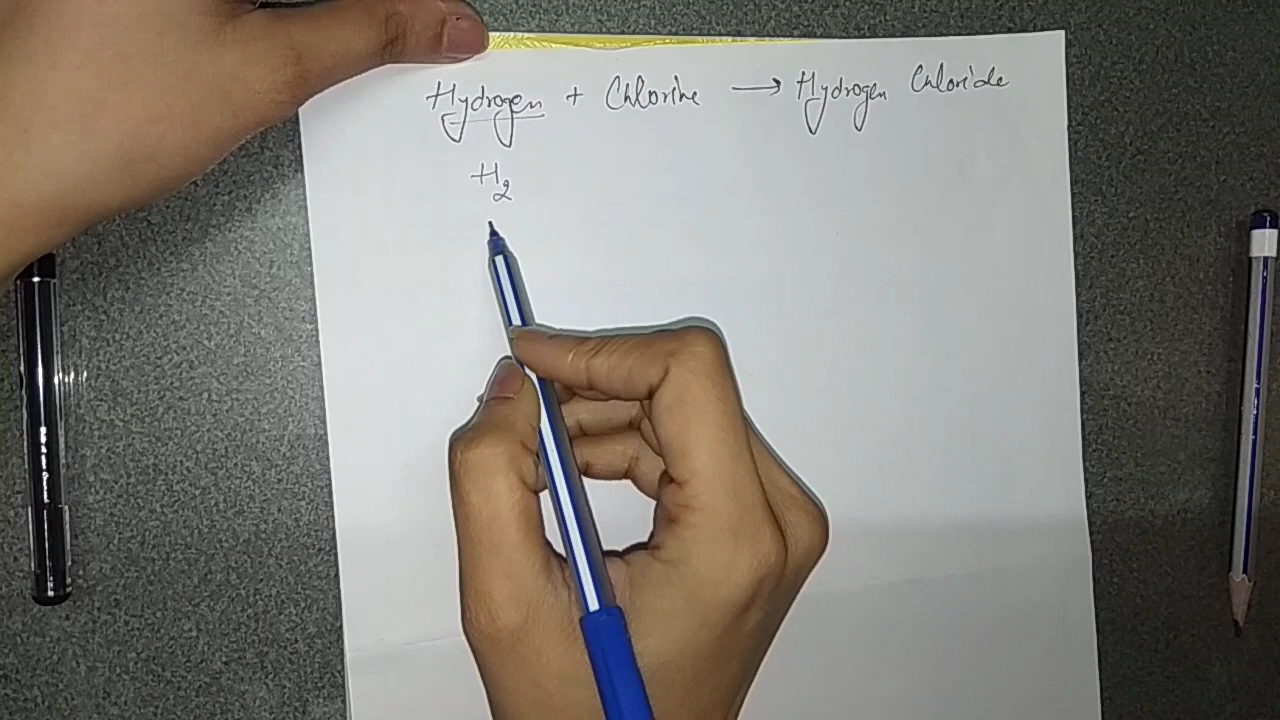 Hydrogen + Chlorine → Hydrogen Chloride
H₂